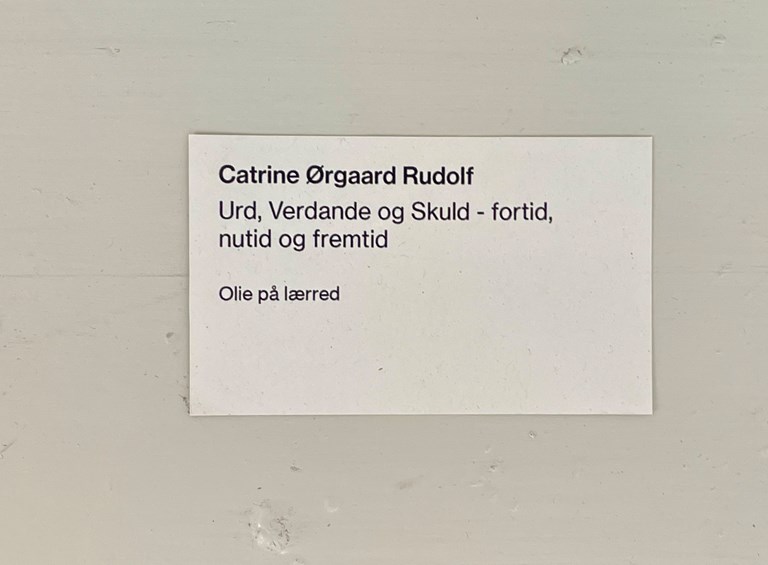 Catrine Ørgaard Rudolf
Urd, Verdande og Skuld - fortid,
nutid og fremtid
Olie på lærred